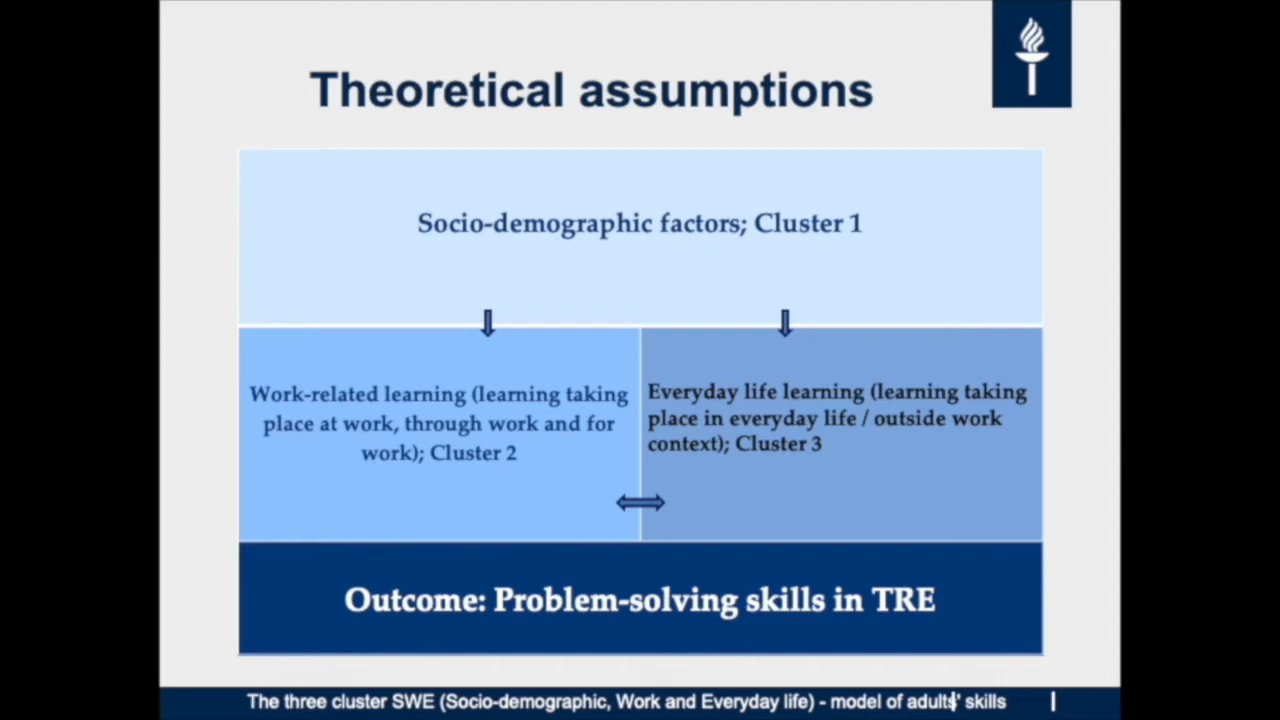 Theoretical assumptions
Socio-demographic factors; Cluster 1
Work-related learning (learning taking
place at work, through work and for
work); Cluster 2
Everyday life learning (learning taking
place in everyday life / outside work
context); Cluster 3
Outcome: Problem-solving skills in TRE
The three cluster SWE (Socio-demographic, Work and Everyday life) - model of adults' skills